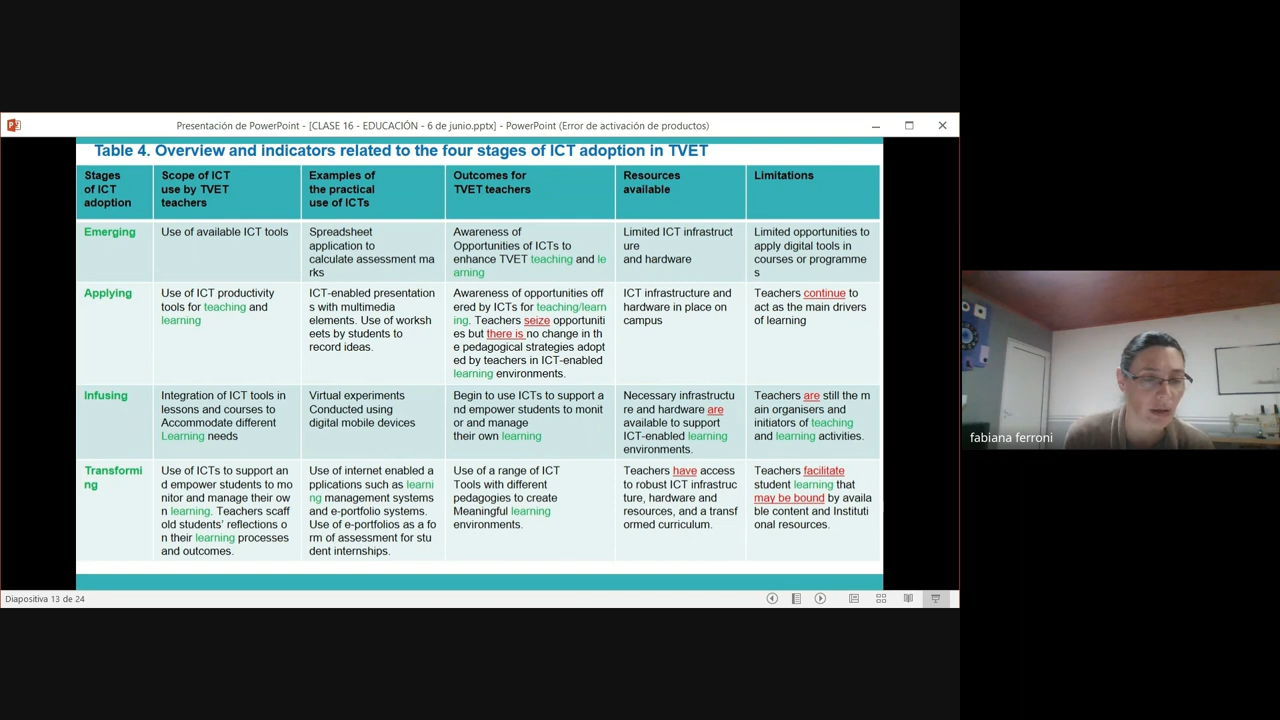 Presentación de PowerPoint - [CLASE 16 - EDUCACIÓN - 6 de junio.pptx] - PowerPoint (Error de activación de productos)
Table 4. Overview and indicators related to the four stages of ICT adoption in TVET
Stages
of ICT
adoption
Scope of ICT
use by TVET
teachers
Examples of
the practical
use of ICTs
Outcomes for
TVET teachers
Resources
available
Limitations
Emerging
Use of available ICT tools
Spreadsheet
application to
calculate assessment ma
rks
Awareness of
Opportunities of ICTs to
enhance TVET teaching and le
arning
Limited ICT infrastruct
ure
and hardware
Limited opportunities to
apply digital tools in
courses or programme
s
Applying
Use of ICT productivity
tools for teaching and
learning
ICT-enabled presentation
s with multimedia
elements. Use of worksh
eets by students to
record ideas.
Awareness of opportunities off
ered by ICTs for teaching/learn
ing. Teachers seize opportuniti
es but there is no change in th
e pedagogical strategies adopt
ed by teachers in ICT-enabled
learning environments.
ICT infrastructure and
hardware in place on
campus
Teachers continue to
act as the main drivers
of learning
Infusing
Integration of ICT tools in
lessons and courses to
Accommodate different
Learning needs
Virtual experiments
Conducted using
digital mobile devices
Begin to use ICTs to support a
nd empower students to monit
or and manage
their own learning
Necessary infrastructu
re and hardware are
available to support
ICT-enabled learning
environments.
Teachers are still the m
ain organisers and
initiators of teaching
and learning activities.
Transformi
ng
Use of ICTs to support an
d empower students to mo
nitor and manage their ow
n learning. Teachers scaff
old students' reflections o
n their learning processes
and outcomes.
Use of internet enabled a
pplications such as learni
ng management systems
and e-portfolio systems.
Use of e-portfolios as a fo
rm of assessment for stu
dent internships.
Use of a range of ICT
Tools with different
pedagogies to create
Meaningful learning
environments.
Teachers have access
to robust ICT infrastruc
ture, hardware and
resources, and a transf
ormed curriculum.
Teachers facilitate
student learning that
may be bound by availa
ble content and Instituti
onal resources.
Diapositiva 13 de 24
fabiana ferroni